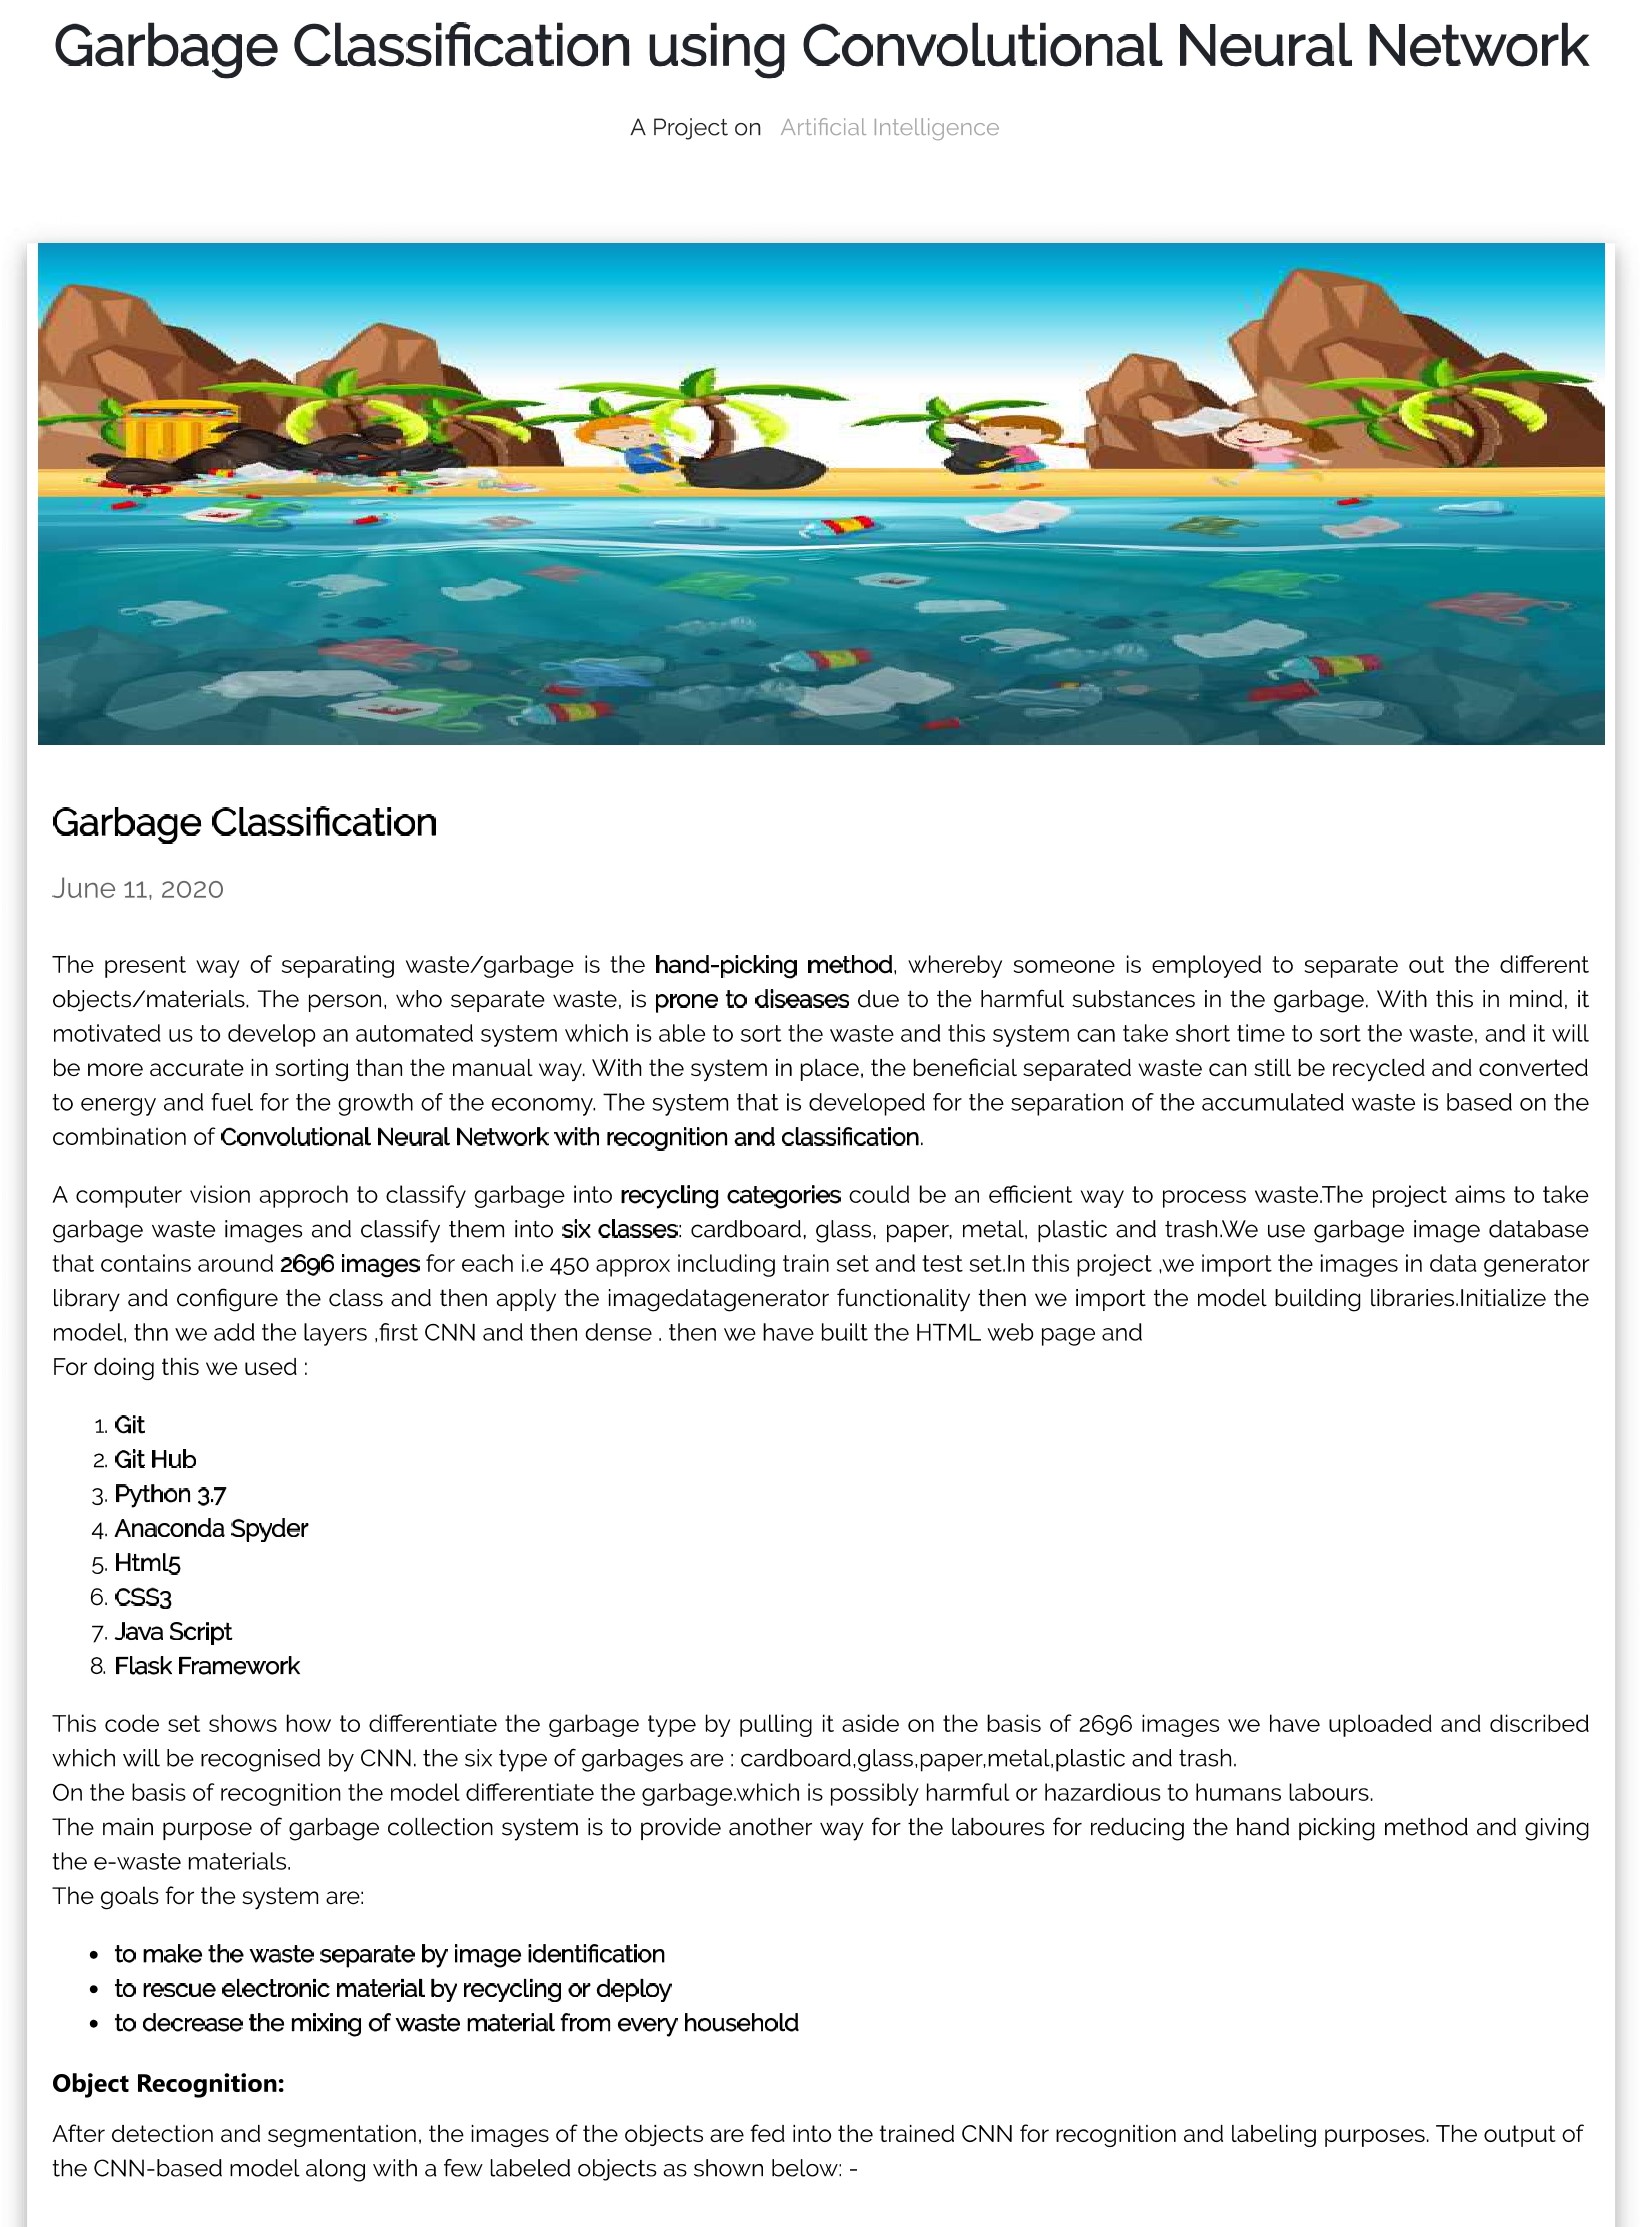 Garbage Classification using Convolutional Neural Network
A Project on Artificial Intelligence
Garbage Classification
June 11, 2020
The present way of separating waste/garbage is the hand-picking method, whereby someone is employed to separate out the different
objects/materials. The person, who separate waste, is prone to diseases due to the harmful substances in the garbage. With this in mind, it
motivated us to develop an automated system which is able to sort the waste and this system can take short time to sort the waste, and it will
be more accurate in sorting than the manual way. With the system in place, the beneficial separated waste can still be recycled and converted
to energy and fuel for the growth of the economy. The system that is developed for the separation of the accumulated waste is based on the
combination of Convolutional Neural Network with recognition and classification.
A computer vision approch to classify garbage into recycling categories could be an efficient way to process waste.The project aims to take
garbage waste images and classify them into six classes: cardboard, glass, paper, metal, plastic and trash.We use garbage image database
that contains around 2696 images for each i.e 450 approx including train set and test set.In this project ,we import the images in data generator
library and configure the class and then apply the imagedatagenerator functionality then we import the model building libraries.Initialize the
model, thn we add the layers ,first CNN and then dense . then we have built the HTML web page and
For doing this we used :
1. Git
2. Git Hub
3. Python 3.7
4. Anaconda Spyder
5. Html5
6. CSS3
7. Java Script
8. Flask Framework
This code set shows how to differentiate the garbage type by pulling it aside on the basis of 2696 images we have uploaded and discribed
which will be recognised by CNN. the six type of garbages are : cardboard,glass,paper,metal,plastic and trash.
On the basis of recognition the model differentiate the garbage.which is possibly harmful or hazardious to humans labours.
The main purpose of garbage collection system is to provide another way for the laboures for reducing the hand picking method and giving
the e-waste materials.
The goals for the system are:
• to make the waste separate by image identification
• to rescue electronic material by recycling or deploy
• to decrease the mixing of waste material from every household
Object Recognition:
After detection and segmentation, the images of the objects are fed into the trained CNN for recognition and labeling purposes. The output of
the CNN-based model along with a few labeled objects as shown below: -